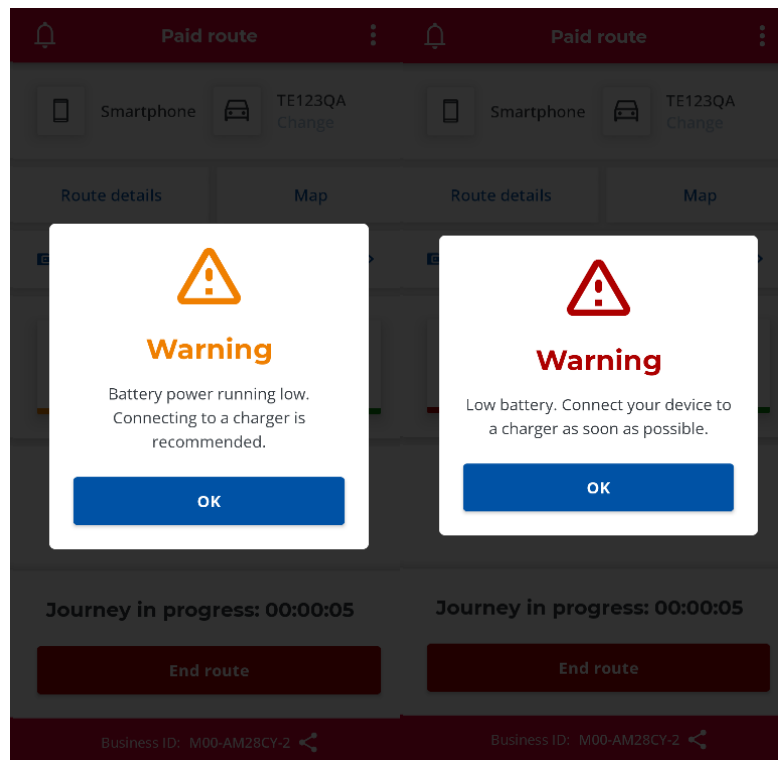 Paid route
Smartphone
TE123QA
Change
Route details
Map
Warning
Battery power running low.
Connecting to a charger is
recommended.
OK
Journey in progress: 00:00:05
End route
Business ID: M00-AM28CY-2
Paid route
Smartphone
TE123QA
Change
Route details
Map
Warning
Low battery. Connect your device to
a charger as soon as possible.
OK
Journey in progress: 00:00:05
End route
Business ID: M00-AM28CY-2